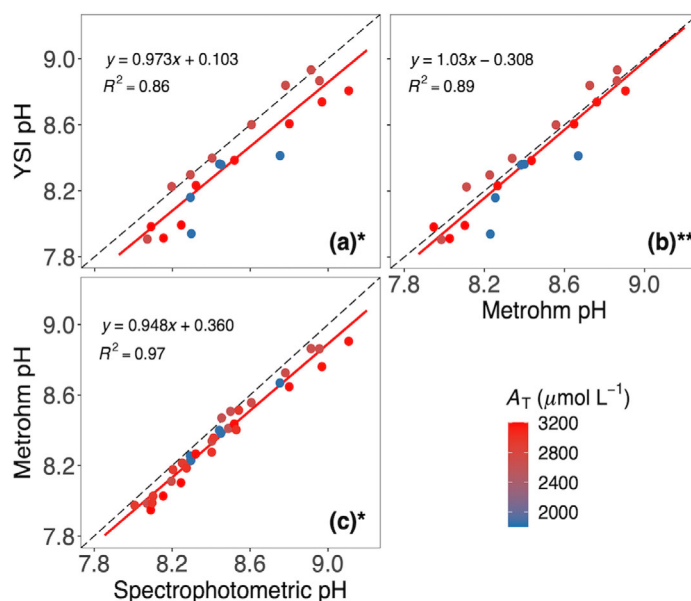 y = 0.973x + 0.103
R² = 0.86
(a)*
YSI pH
9.0
8.6
8.2
7.8
y = 1.03x − 0.308
R² = 0.89
(b)**
7.8 8.2 8.6 9.0
Metrohm pH
y = 0.948x + 0.360
R² = 0.97
(c)*
Metrohm pH
9.0
8.6
8.2
7.8
7.8 8.2 8.6 9.0
Spectrophotometric pH
A_T (μmol L⁻¹)
3200
2800
2400
2000